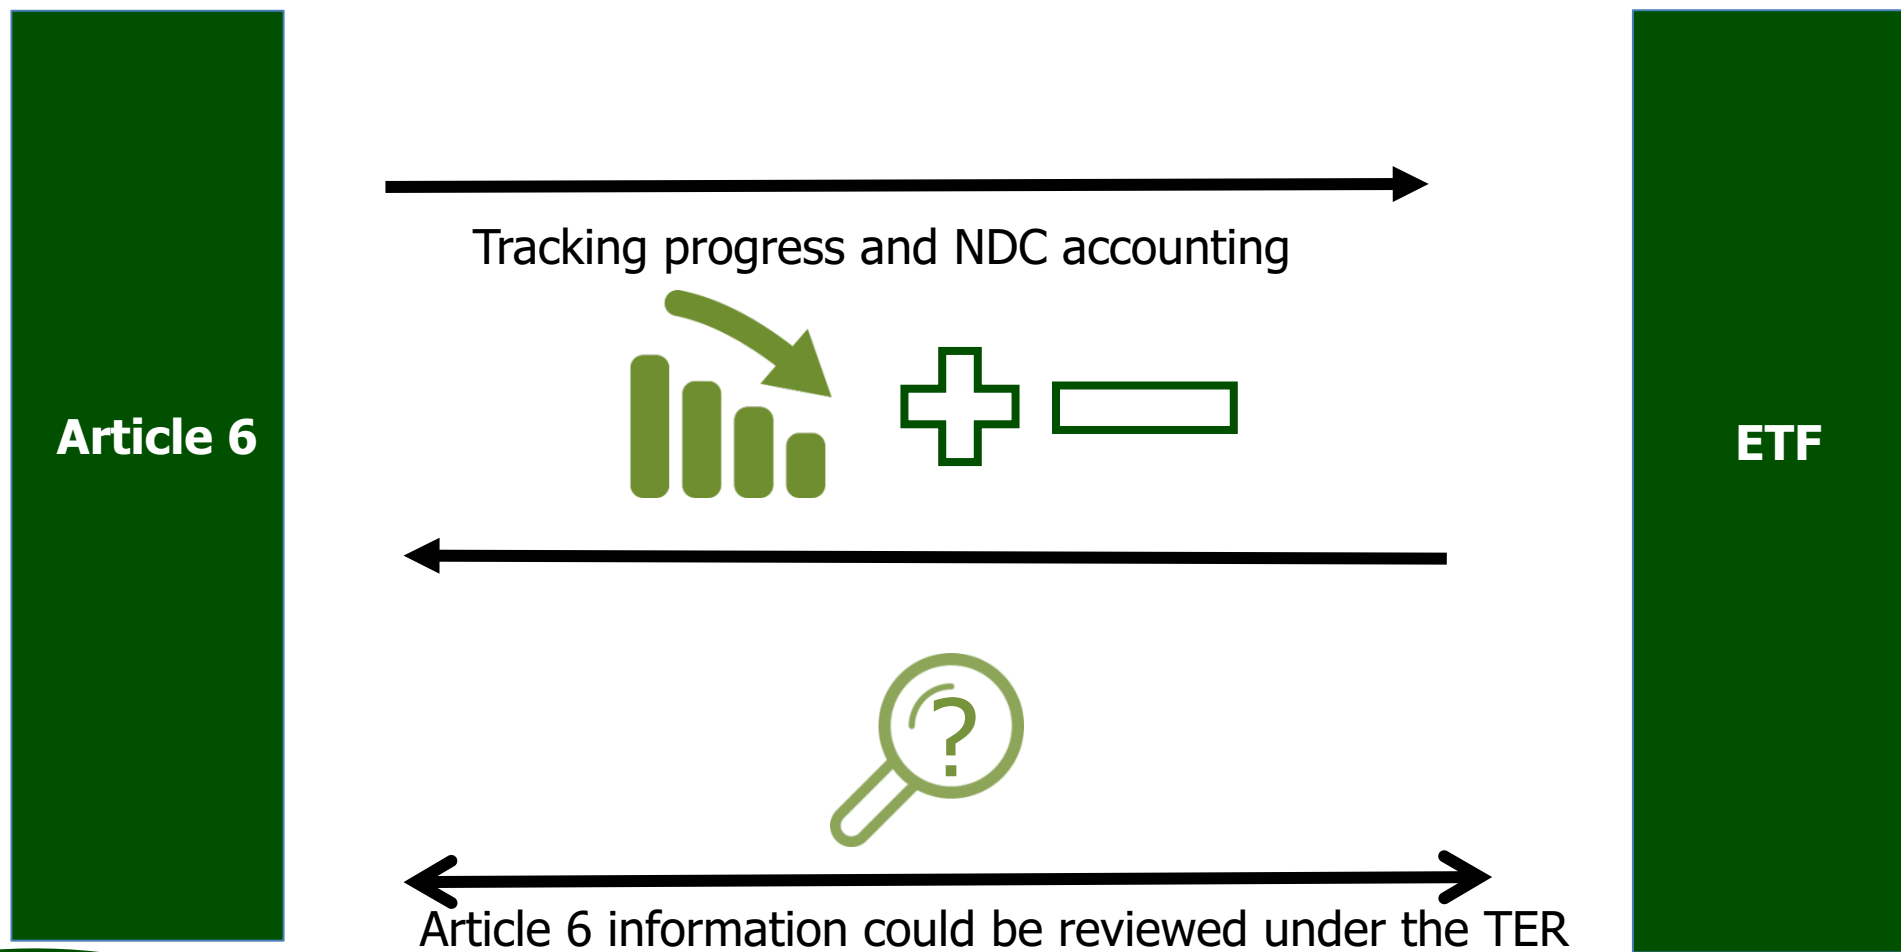 Tracking progress and NDC accounting
Article 6
ETF
?
Article 6 information could be reviewed under the TER